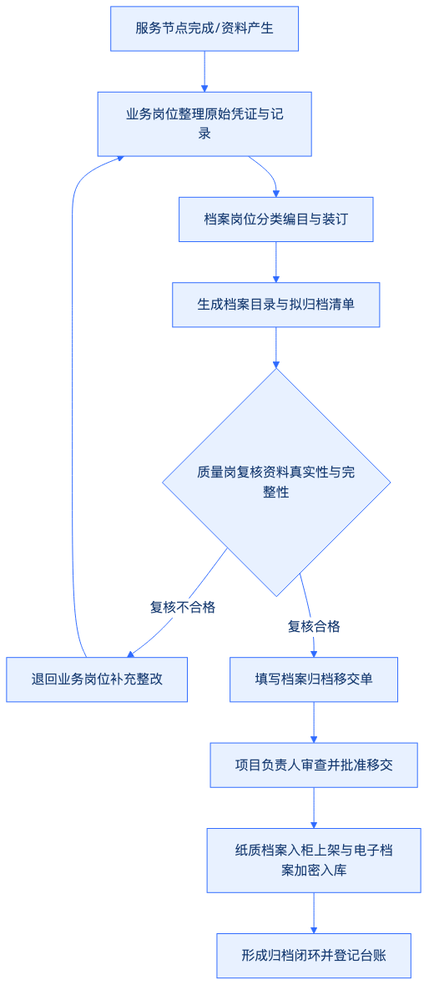 服务节点完成/资料产生
业务岗位整理原始凭证与记
录
档案岗位分类编目与装订
生成档案目录与拟归档清单
质量岗复核资料真实性与完
整性
复核不合格
复核合格
退回业务岗位补充整改
填写档案归档移交单
项目负责人审查并批准移交
纸质档案入柜上架与电子档
案加密入库
形成归档闭环并登记台账